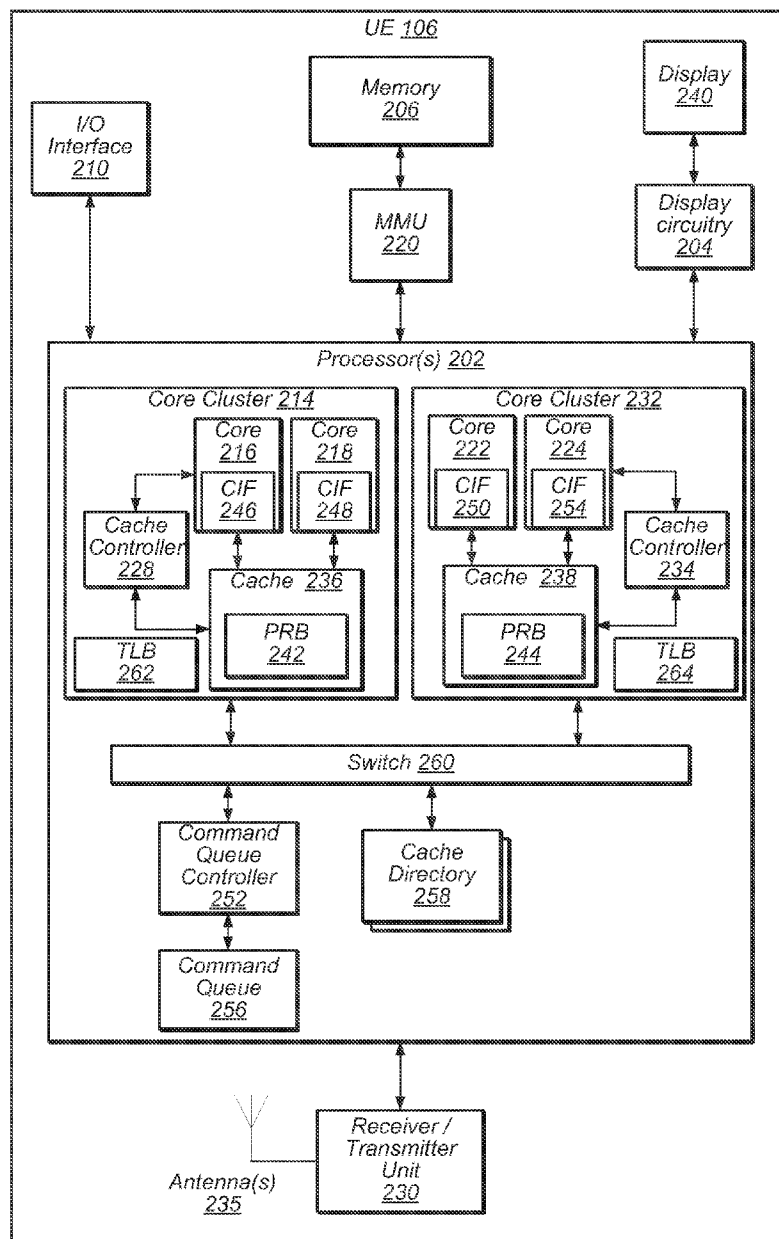 UE 106
Memory
206
Display
240
I/O
Interface
210
MMU
220
Display
circuitry
204
Processor(s) 202
Core Cluster 214
Core
216
CIF
246
Core
218
CIF
248
Cache
Controller
228
Cache 236
PRB
242
TLB
262
Core Cluster 232
Core
222
CIF
250
Core
224
CIF
254
Cache
Controller
234
Cache 238
PRB
244
TLB
264
Switch 260
Command
Queue
Controller
252
Cache
Directory
258
Command
Queue
256
Receiver /
Transmitter
Unit
230
Antenna(s)
235